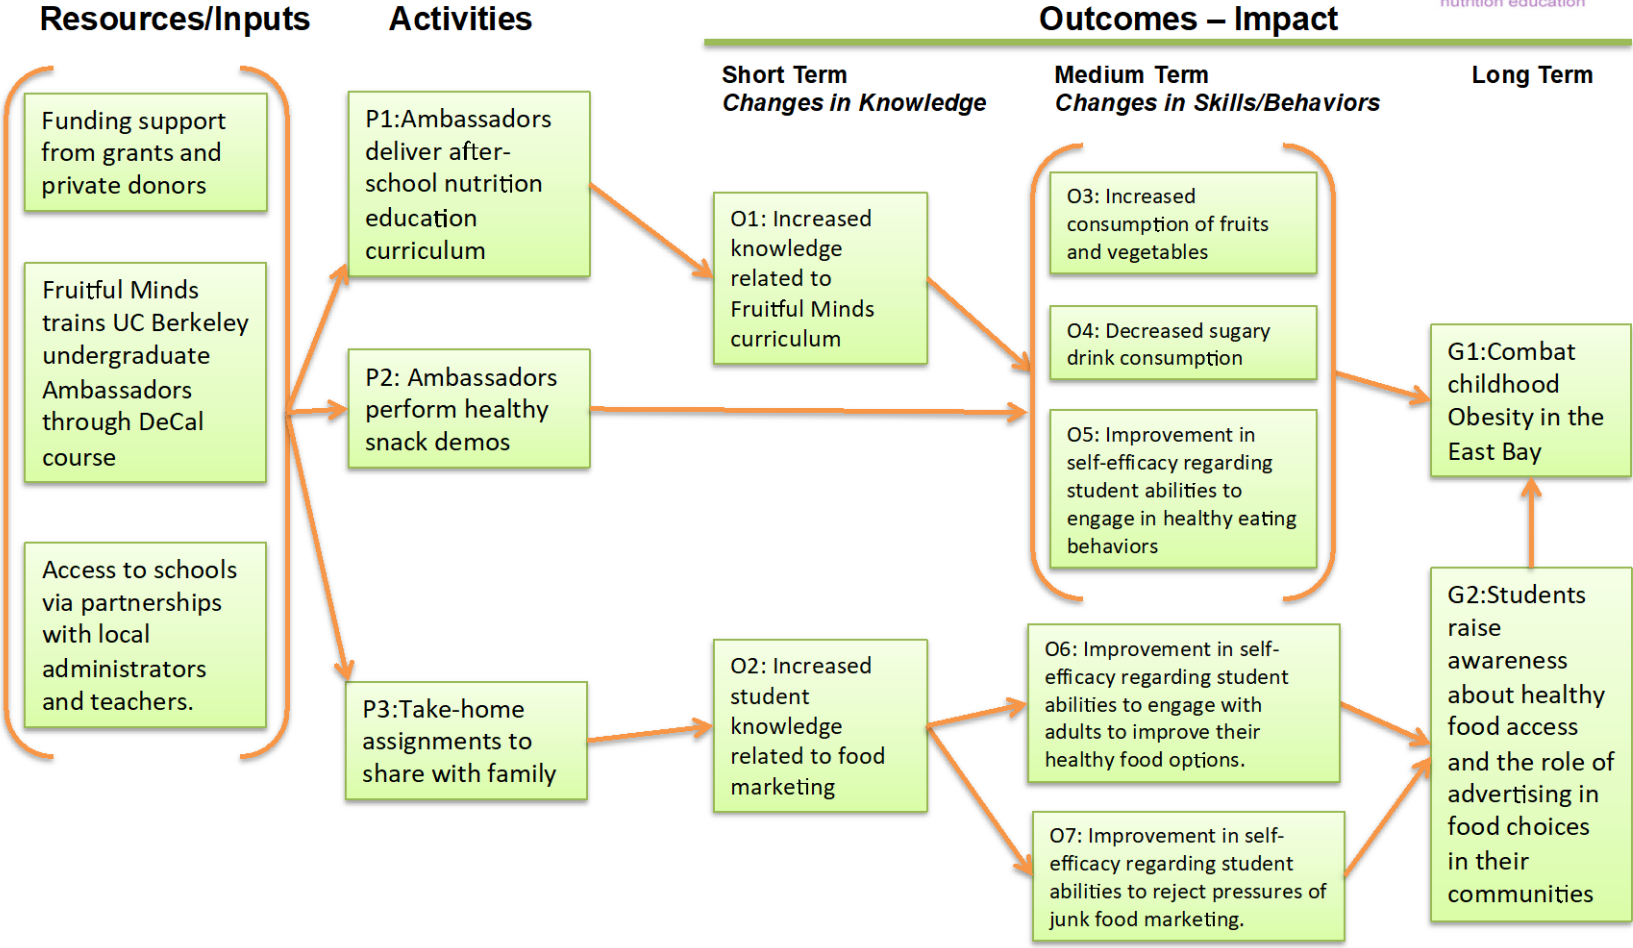 nutrition education
Resources/Inputs
Activities
Outcomes – Impact
Short Term
Changes in Knowledge
Medium Term
Changes in Skills/Behaviors
Long Term
Funding support
from grants and
private donors
Fruitful Minds
trains UC Berkeley
undergraduate
Ambassadors
through DeCal
course
Access to schools
via partnerships
with local
administrators
and teachers.
P1:Ambassadors
deliver after-
school nutrition
education
curriculum
P2: Ambassadors
perform healthy
snack demos
P3:Take-home
assignments to
share with family
O1: Increased
knowledge
related to
Fruitful Minds
curriculum
O2: Increased
student
knowledge
related to food
marketing
O3: Increased
consumption of fruits
and vegetables
O4: Decreased sugary
drink consumption
O5: Improvement in
self-efficacy regarding
student abilities to
engage in healthy eating
behaviors
O6: Improvement in self-
efficacy regarding student
abilities to engage with
adults to improve their
healthy food options.
O7: Improvement in self-
efficacy regarding student
abilities to reject pressures of
junk food marketing.
G1:Combat
childhood
Obesity in the
East Bay
G2:Students
raise
awareness
about healthy
food access
and the role of
advertising in
food choices
in their
communities